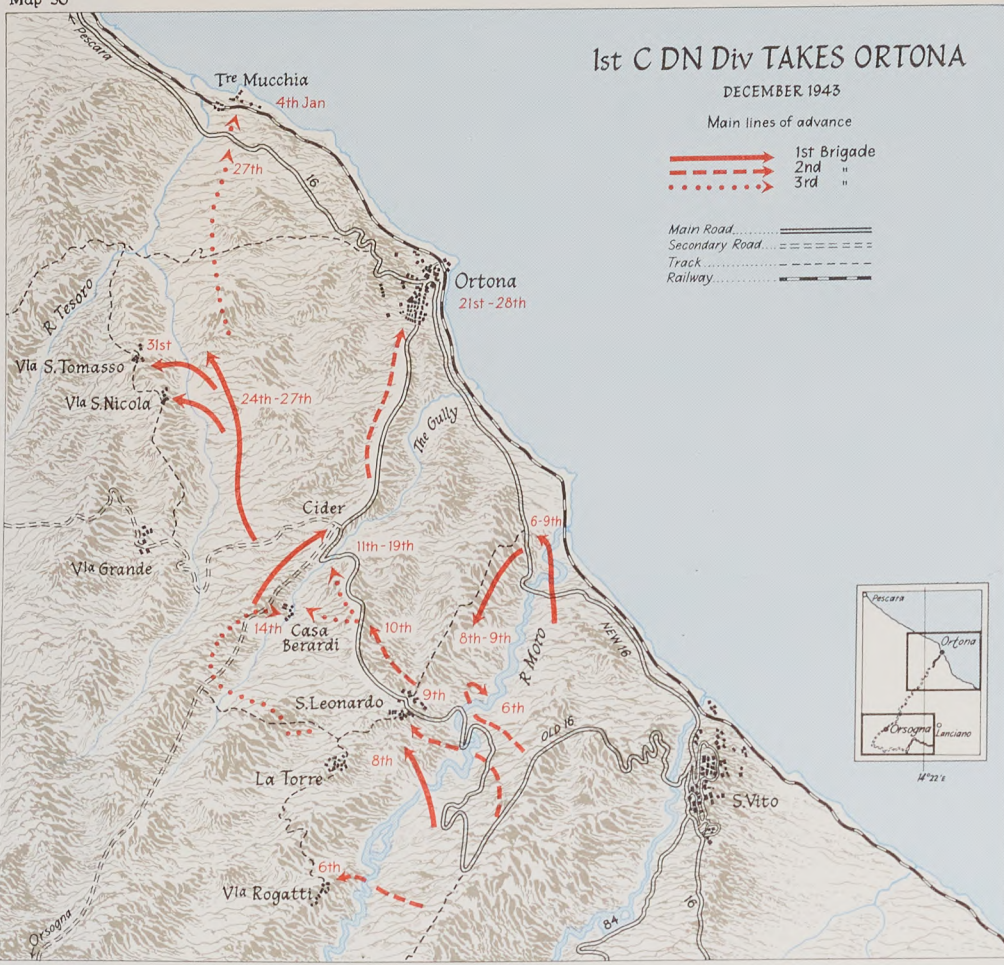 Map 30
1st CDN Div TAKES ORTONA
DECEMBER 1943
Main lines of advance
1st Brigade
2nd "
3rd "
Main Road
Secondary Road
Track
Railway
Pescara
Tre Mucchia
4th Jan
27th
16
Ortona
21st - 28th
R. Tesoro
31st
Vla S. Tomasso
Vla S. Nicola
24th - 27th
The Gully
Cider
6-9th
11th - 19th
Vla Grande
14th
Casa
Berardi
10th
8th - 9th
R. Moro
NEW 16
S. Leonardo
9th
6th
OLD 16
8th
La Torre
S. Vito
6th
Vla Rogatti
Orsogna
84
16
Pescara
Ortona
Orsogna
Lanciano
14°22'E